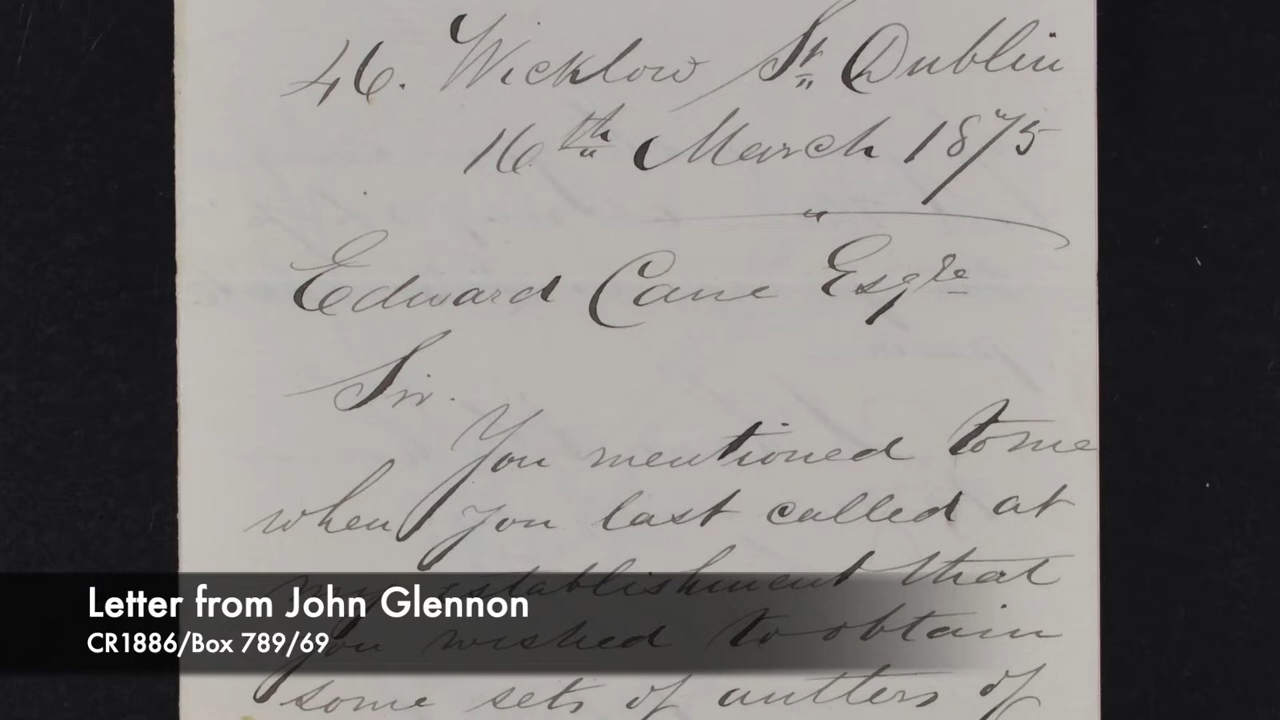 46. Wicklow St Dublin
16th March 1875
Edward Cane Esqre
Sir.
You mentioned to me
when you last called at
my establishment that
you wished to obtain
some sets of antlers of
Letter from John Glennon
CR1886/Box 789/69